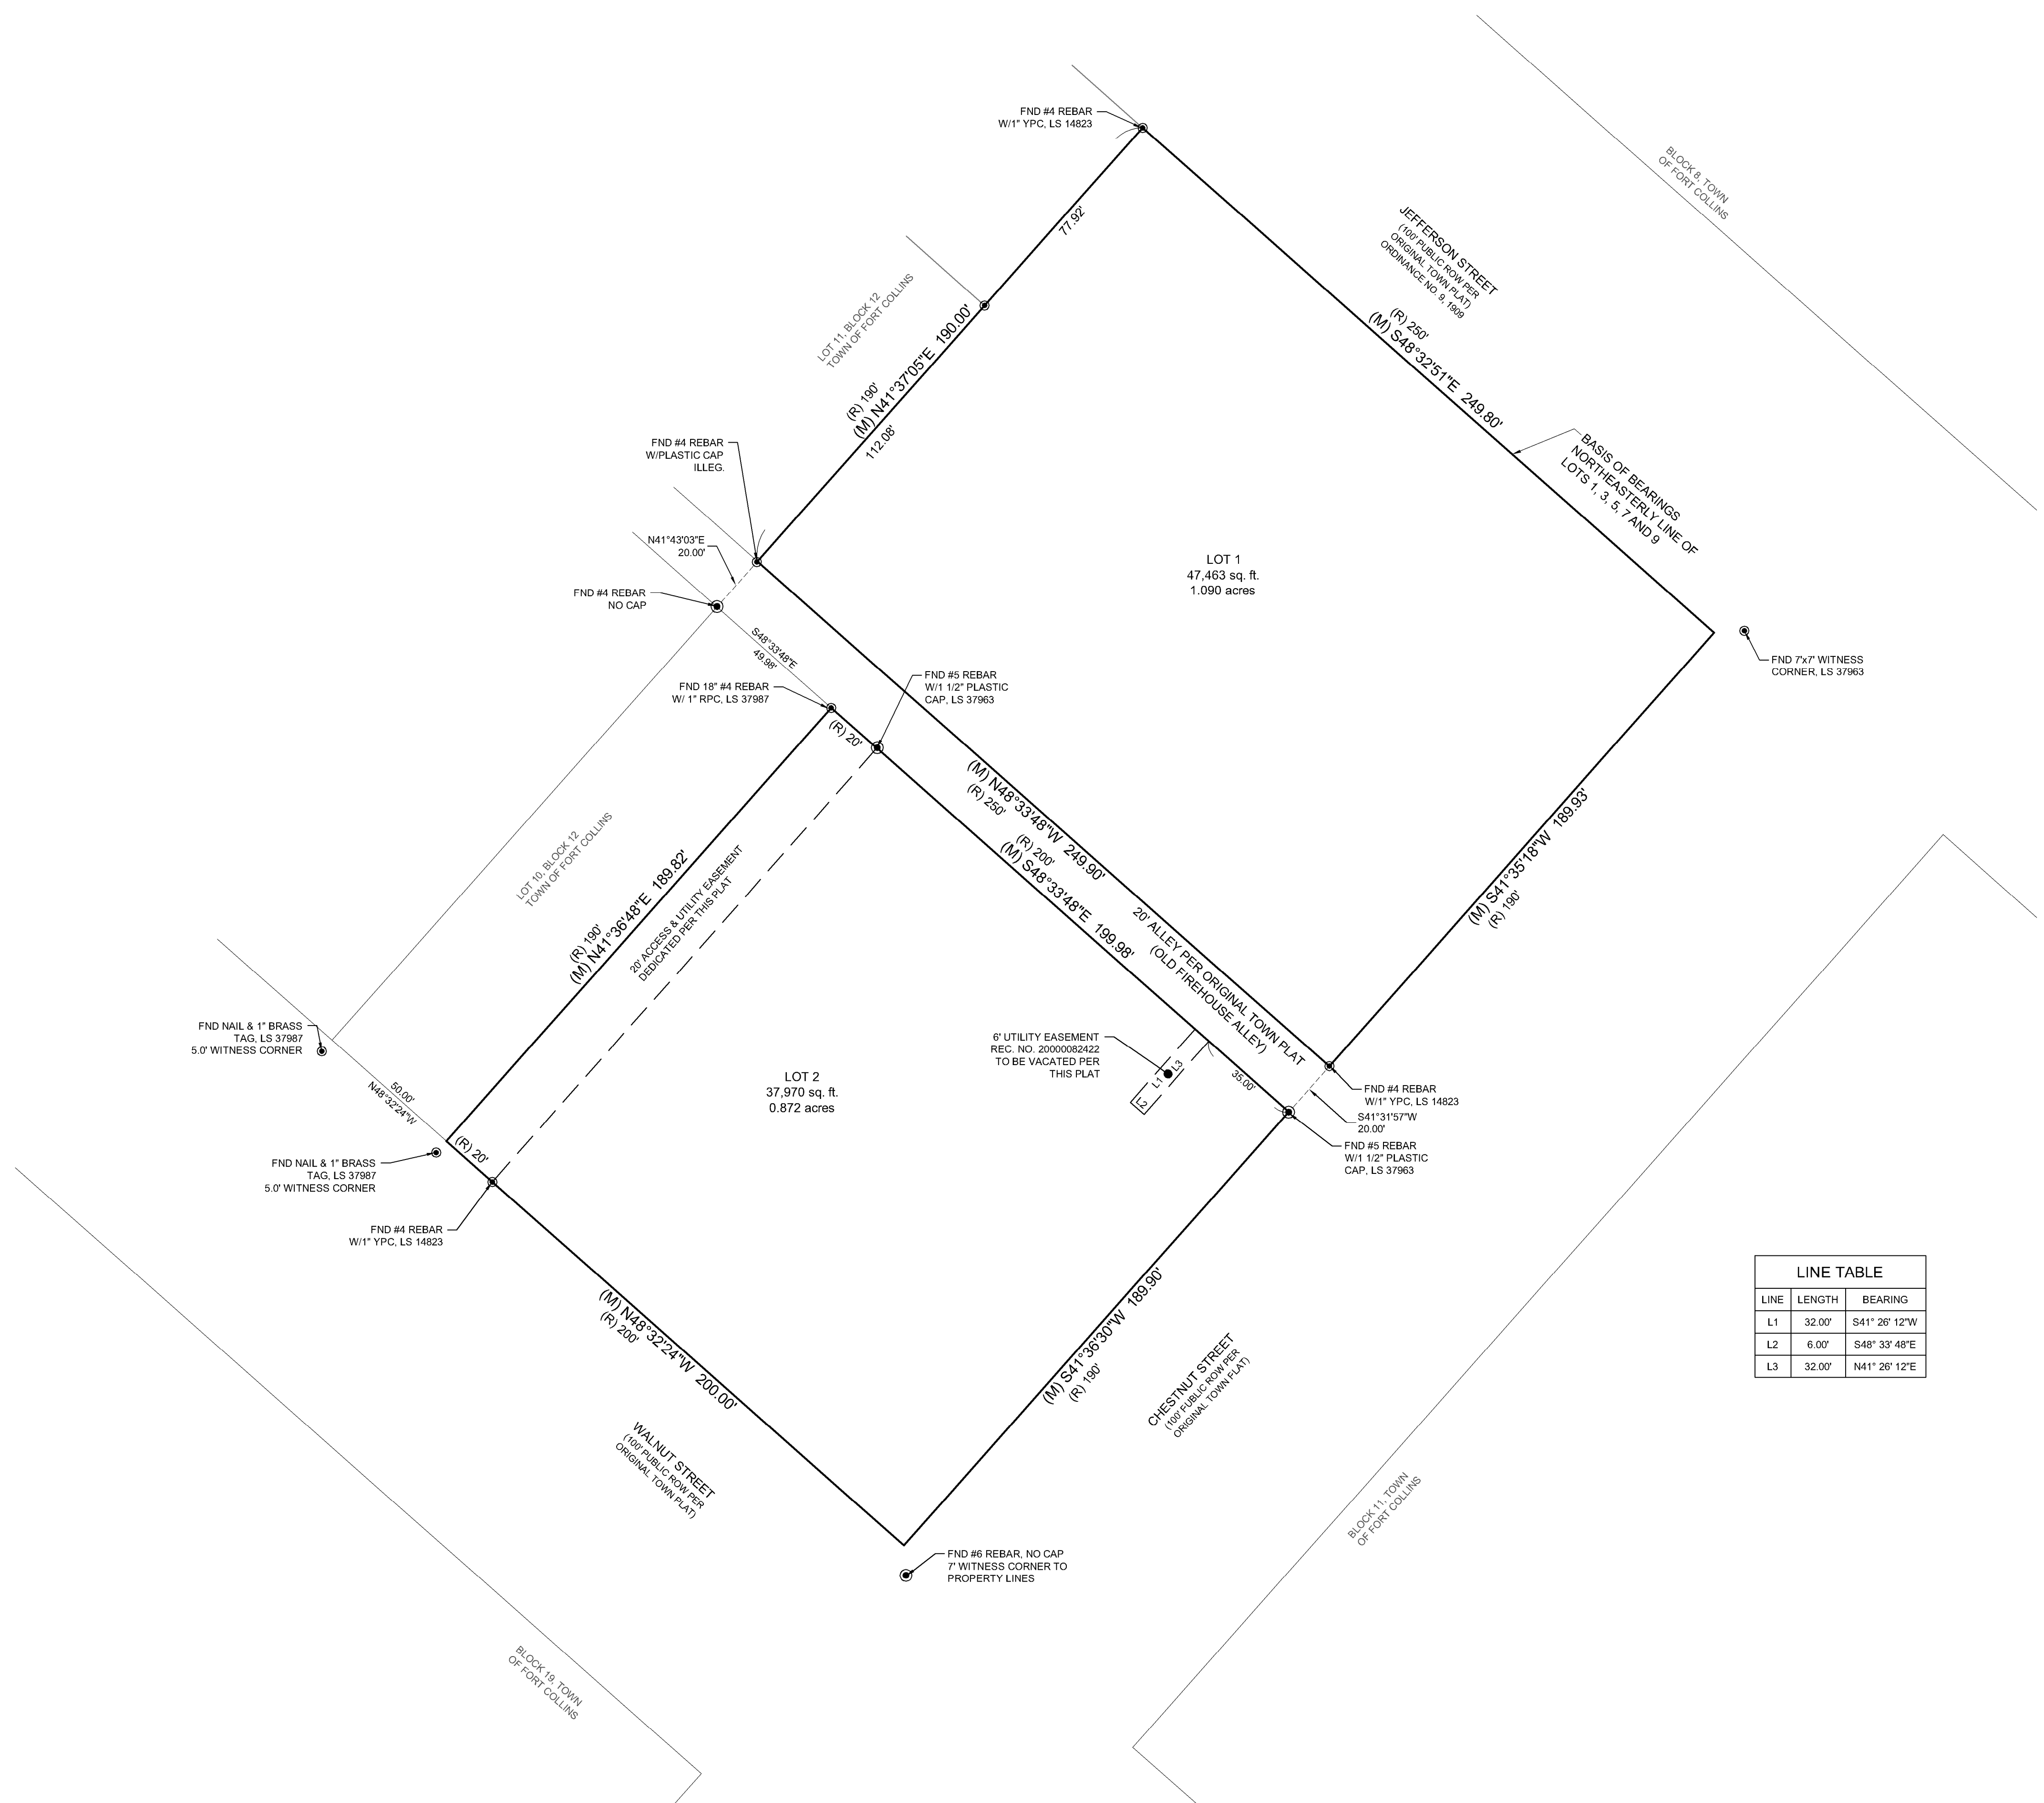 FND #4 REBAR
W/1" YPC, LS 14823
BLOCK 8, TOWN
OF FORT COLLINS
77.92'
JEFFERSON STREET
(100' PUBLIC ROW PER
ORIGINAL TOWN PLAT)
ORDINANCE NO. 9, 1909
LOT 11, BLOCK 12
TOWN OF FORT COLLINS
(R) 250'
(M) S48°32'51"E 249.80'
(R) 190'
(M) N41°37'05"E 190.00'
112.08'
BASIS OF BEARINGS
NORTHEASTERLY LINE OF
LOTS 1, 3, 5, 7 AND 9
FND #4 REBAR
W/PLASTIC CAP
ILLEG.
N41°43'03"E
20.00'
LOT 1
47,463 sq. ft.
1.090 acres
FND #4 REBAR
NO CAP
S48°33'48"E
49.98'
FND 7'x7' WITNESS
CORNER, LS 37963
FND #5 REBAR
W/1 1/2" PLASTIC
CAP, LS 37963
FND 18" #4 REBAR
W/ 1" RPC, LS 37987
(R) 20'
(M) N48°33'48"W 249.90'
(R) 250'
(R) 200'
(M) S48°33'48"E 199.98'
(M) S41°35'18"W 189.93'
(R) 190'
LOT 10, BLOCK 12
TOWN OF FORT COLLINS
(R) 190'
(M) N41°36'48"E 189.82'
20' ACCESS & UTILITY EASEMENT
DEDICATED PER THIS PLAT
20' ALLEY PER ORIGINAL TOWN PLAT
(OLD FIREHOUSE ALLEY)
FND NAIL & 1" BRASS
TAG, LS 37987
5.0' WITNESS CORNER
6' UTILITY EASEMENT
REC. NO. 20000082422
TO BE VACATED PER
THIS PLAT
L1
L3
L2
35.00'
LOT 2
37,970 sq. ft.
0.872 acres
50.00'
N48°32'24"W
FND #4 REBAR
W/1" YPC, LS 14823
S41°31'57"W
20.00'
FND #5 REBAR
W/1 1/2" PLASTIC
CAP, LS 37963
(R) 20'
FND NAIL & 1" BRASS
TAG, LS 37987
5.0' WITNESS CORNER
FND #4 REBAR
W/1" YPC, LS 14823
(M) N48°32'24"W 200.00'
(R) 200'
(M) S41°36'30"W 189.90'
(R) 190'
LINE TABLE
LINE LENGTH BEARING
L1 32.00' S41° 26' 12"W
L2 6.00' S48° 33' 48"E
L3 32.00' N41° 26' 12"E
CHESTNUT STREET
(100' FUBLIC ROW PER
ORIGINAL TOWN FLAT)
WALNUT STREET
(100' PUBLIC ROW PER
ORIGINAL TOWN PLAT)
BLOCK 11, TOWN
OF FORT COLLINS
FND #6 REBAR, NO CAP
7' WITNESS CORNER TO
PROPERTY LINES
BLOCK 19, TOWN
OF FORT COLLINS